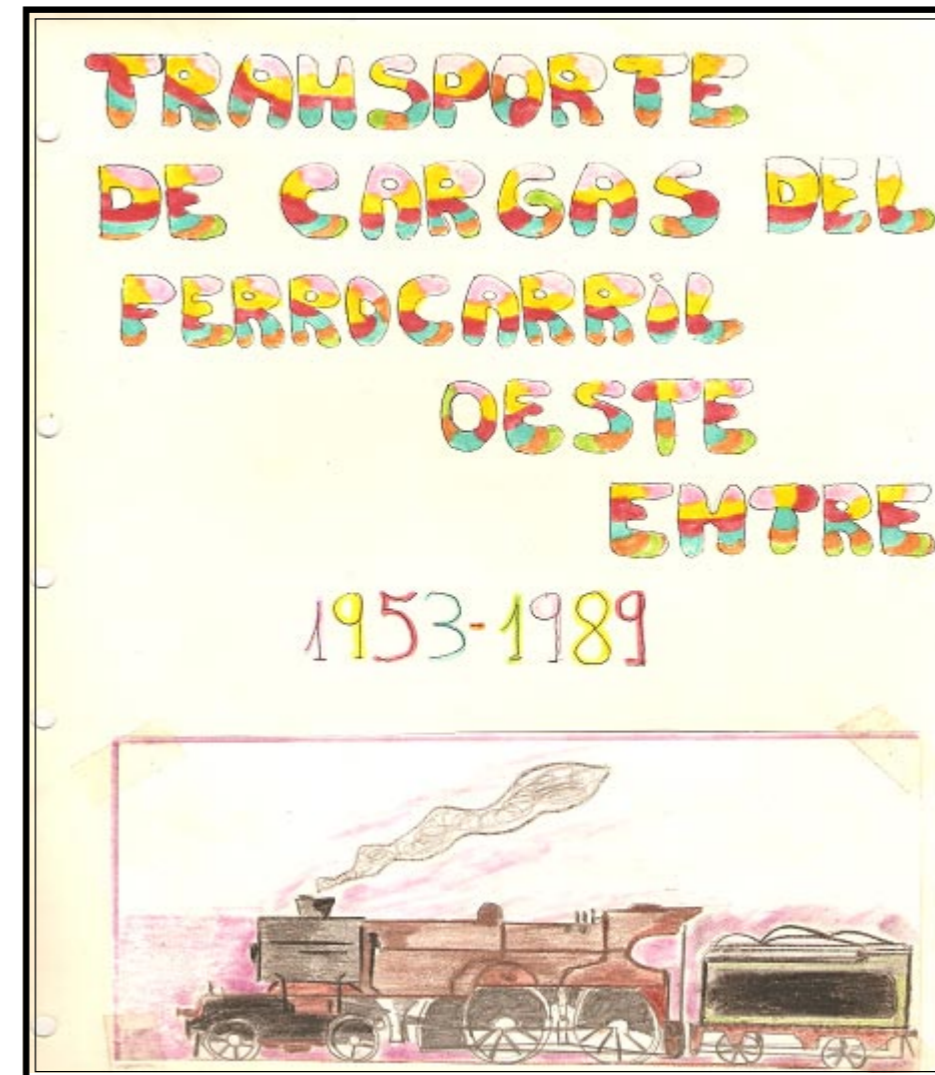 TRANSPORTE
DE CARGAS DEL
FERROCARRiL
OESTE
ENTRE
1953-1989